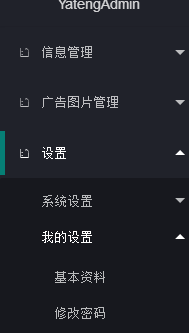 YatengAdmin
信息管理
广告图片管理
设置
系统设置
我的设置
基本资料
修改密码